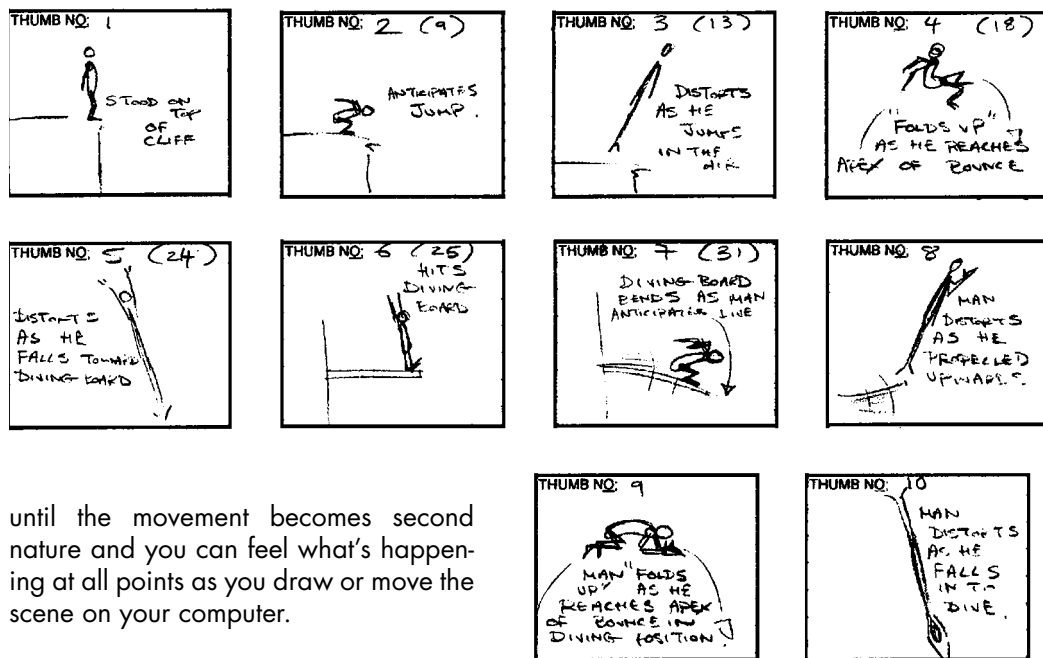 THUMB NO: 1
STOOD ON
TOP
OF
CLIFF
THUMB NO: 2 (9)
ANTICIPATES
JUMP.
THUMB NO: 3 (13)
DISTORTS
AS HE
JUMPS
IN THE
AIR
THUMB NO: 4 (18)
"FOLDS UP"
AS HE REACHES
APEX OF BOUNCE
THUMB NO: 5 (24)
DISTORTS
AS HE
FALLS TOWARD
DIVING BOARD
THUMB NO: 6 (25)
HITS
DIVING
BOARD
THUMB NO: 7 (31)
DIVING BOARD
BENDS AS MAN
ANTICIPATES
THUMB NO: 8
MAN
DISTORTS
AS HE
PROPELLED
UPWARDS.
THUMB NO: 9
MAN "FOLDS
UP" AS HE
REACHES APEX
OF BOUNCE IN
DIVING POSITION
THUMB NO: 10
MAN
DISTORTS
AS HE
FALLS
IN TO
DIVE.
until the movement becomes second
nature and you can feel what's happen-
ing at all points as you draw or move the
scene on your computer.